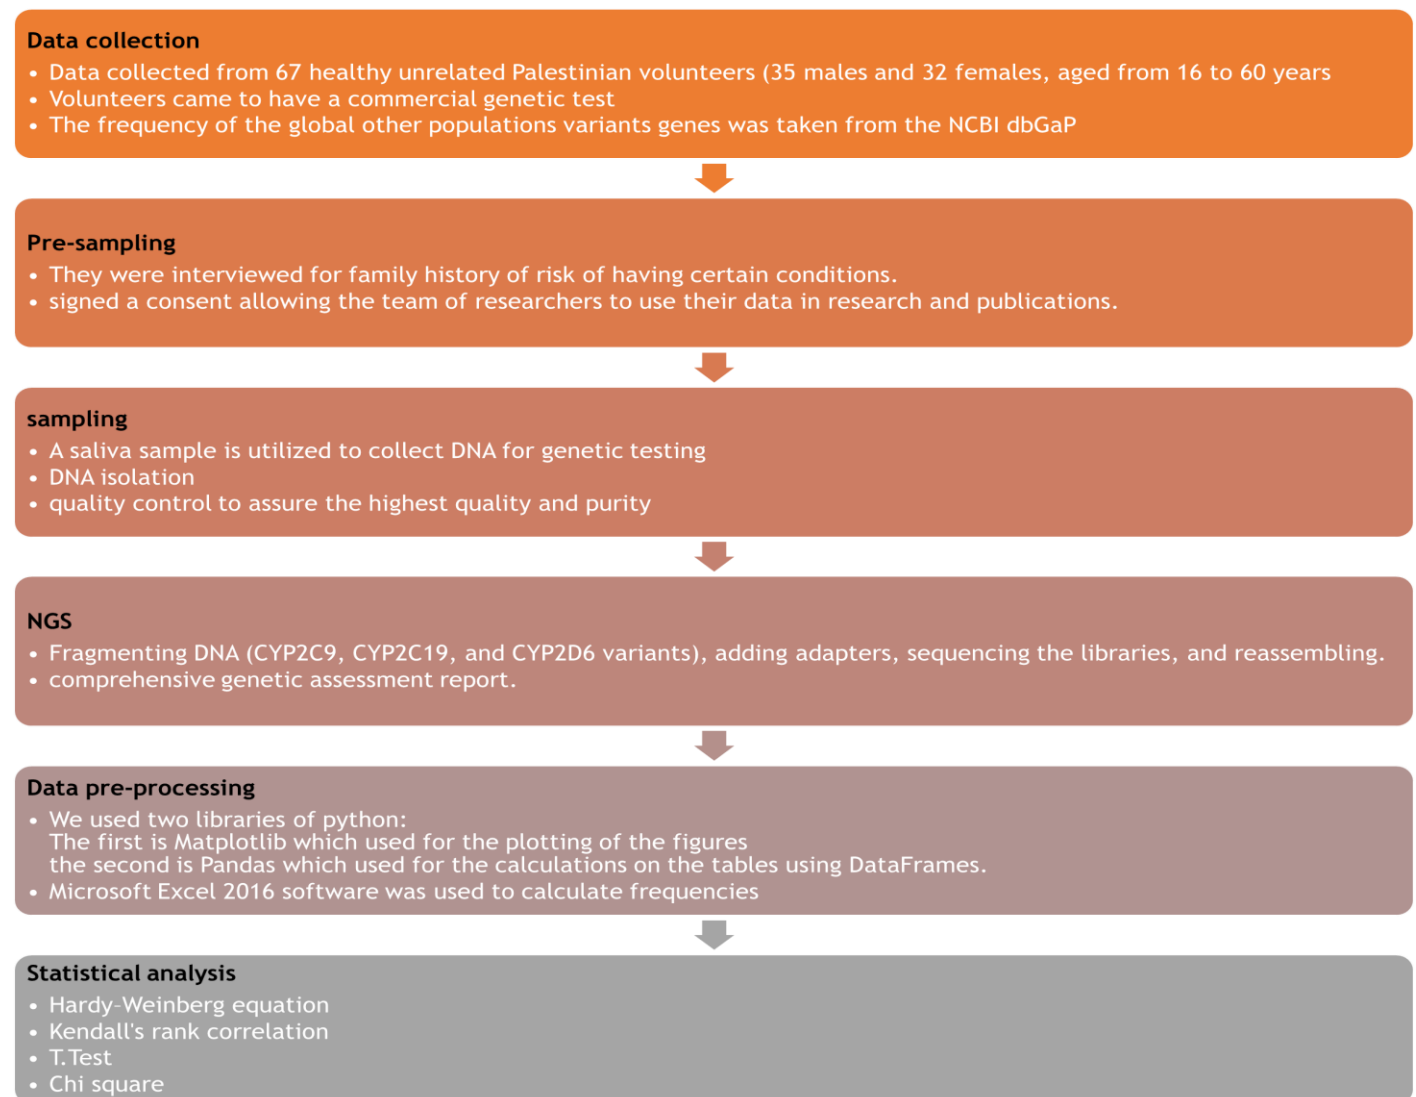 Data collection
• Data collected from 67 healthy unrelated Palestinian volunteers (35 males and 32 females, aged from 16 to 60 years
• Volunteers came to have a commercial genetic test
• The frequency of the global other populations variants genes was taken from the NCBI dbGaP
Pre-sampling
• They were interviewed for family history of risk of having certain conditions.
• signed a consent allowing the team of researchers to use their data in research and publications.
sampling
• A saliva sample is utilized to collect DNA for genetic testing
• DNA isolation
• quality control to assure the highest quality and purity
NGS
• Fragmenting DNA (CYP2C9, CYP2C19, and CYP2D6 variants), adding adapters, sequencing the libraries, and reassembling.
• comprehensive genetic assessment report.
Data pre-processing
• We used two libraries of python:
The first is Matplotlib which used for the plotting of the figures
the second is Pandas which used for the calculations on the tables using DataFrames.
• Microsoft Excel 2016 software was used to calculate frequencies
Statistical analysis
• Hardy–Weinberg equation
• Kendall's rank correlation
• T.Test
• Chi square